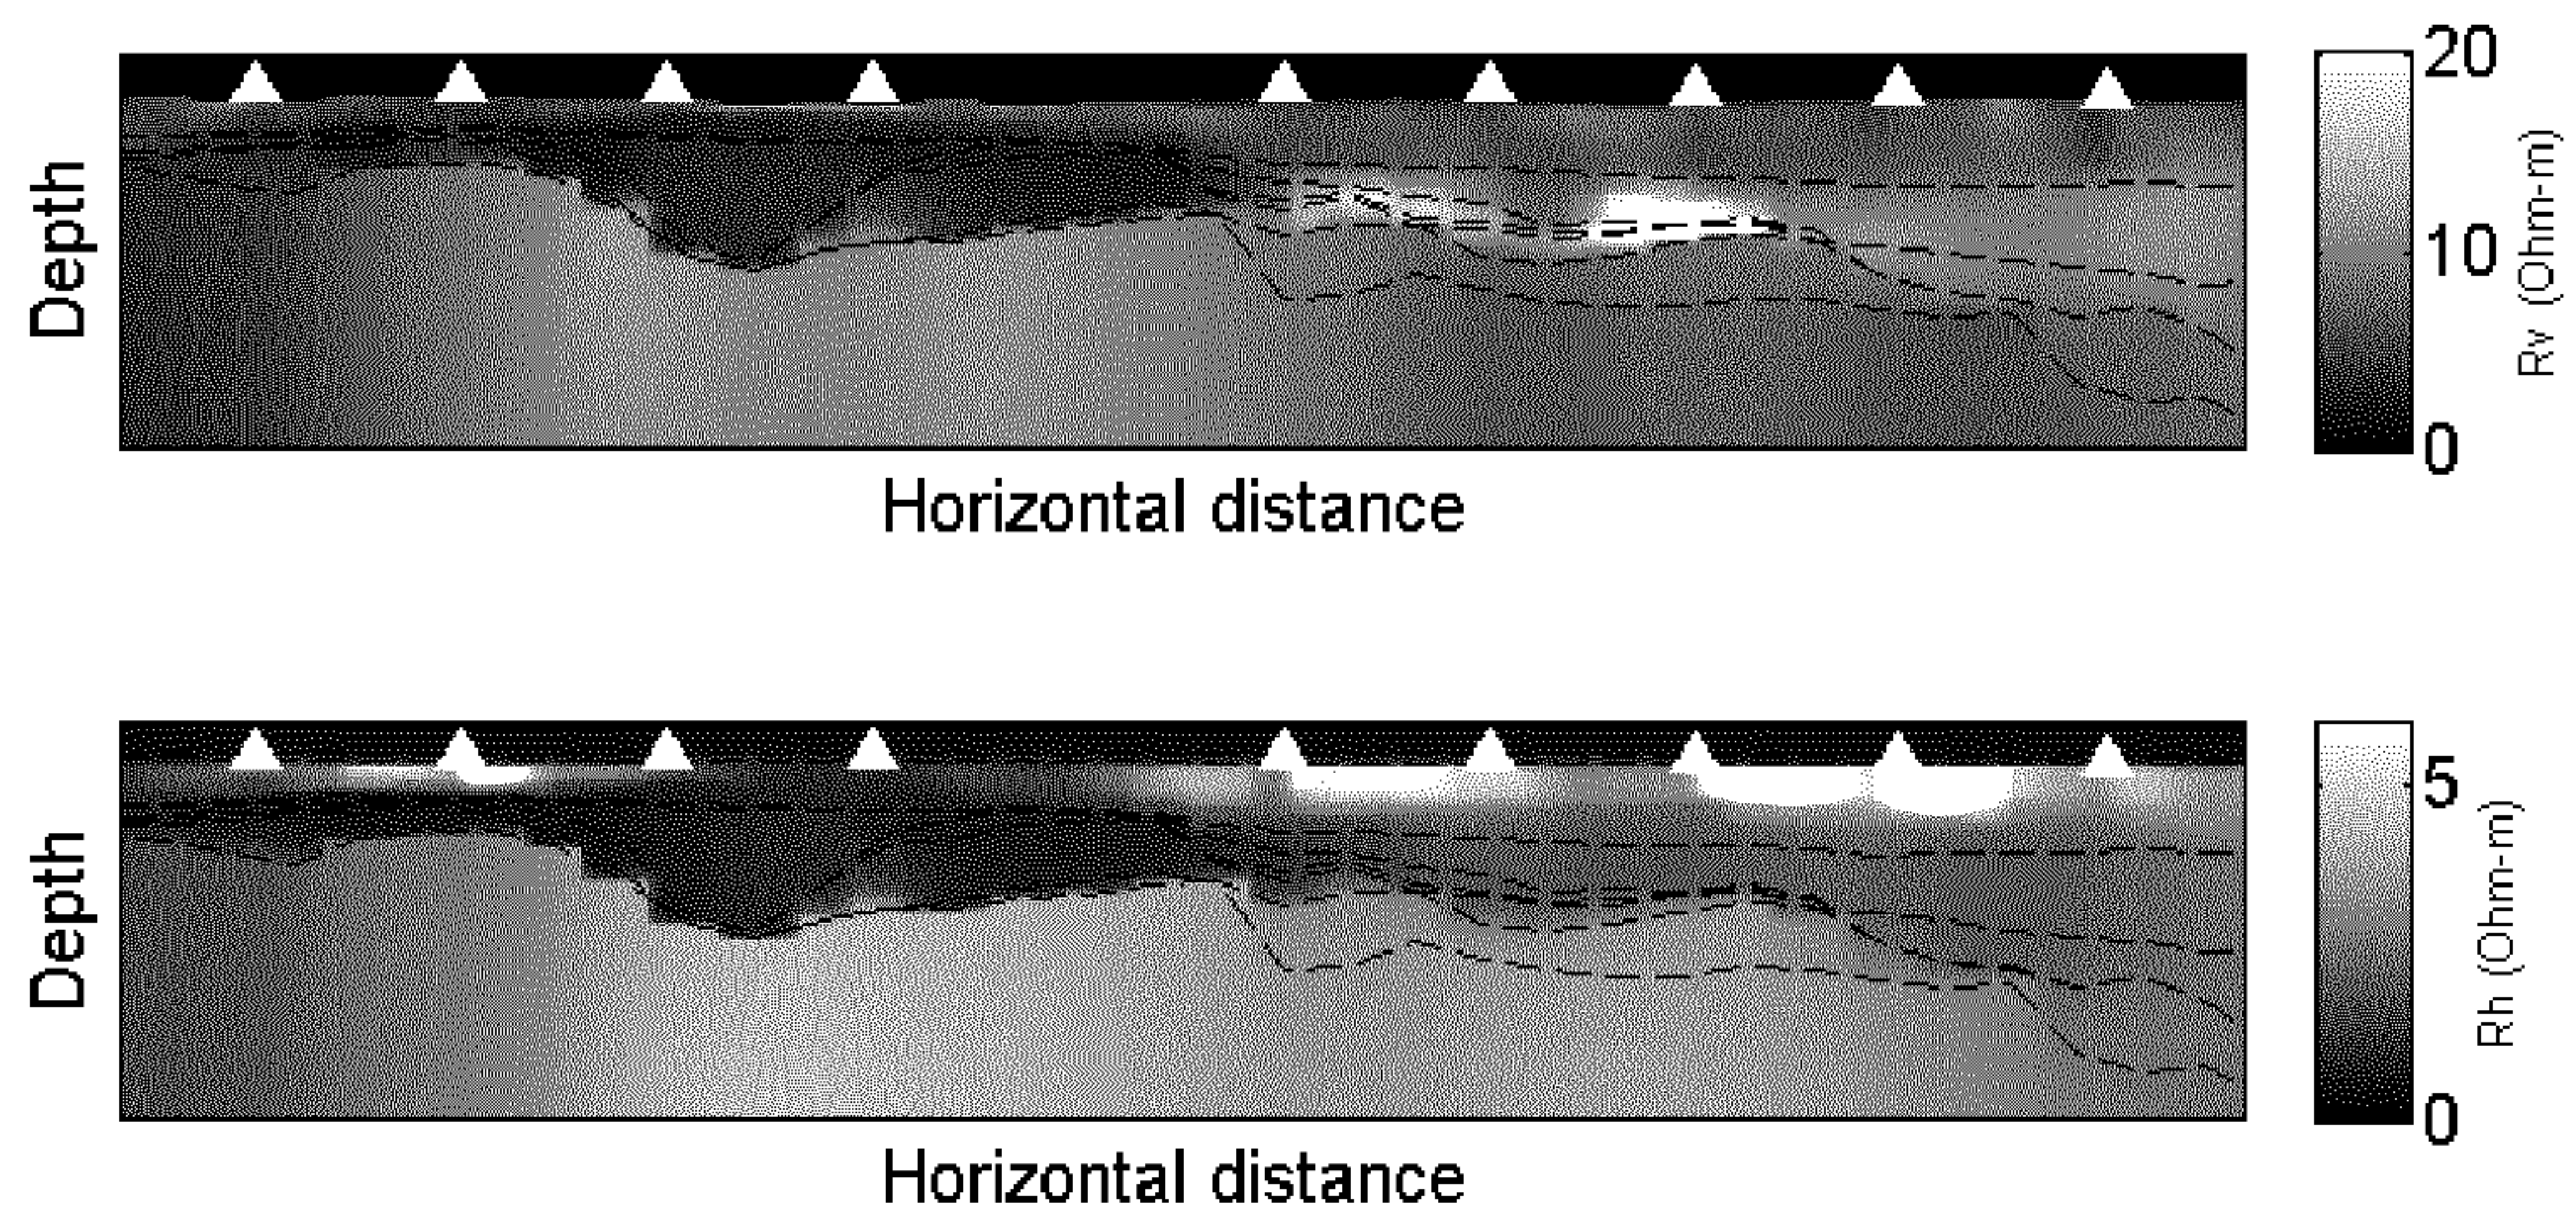 20
10
0
Rv (Ohm-m)
Depth
Horizontal distance
5
0
Rh (Ohm-m)
Depth
Horizontal distance